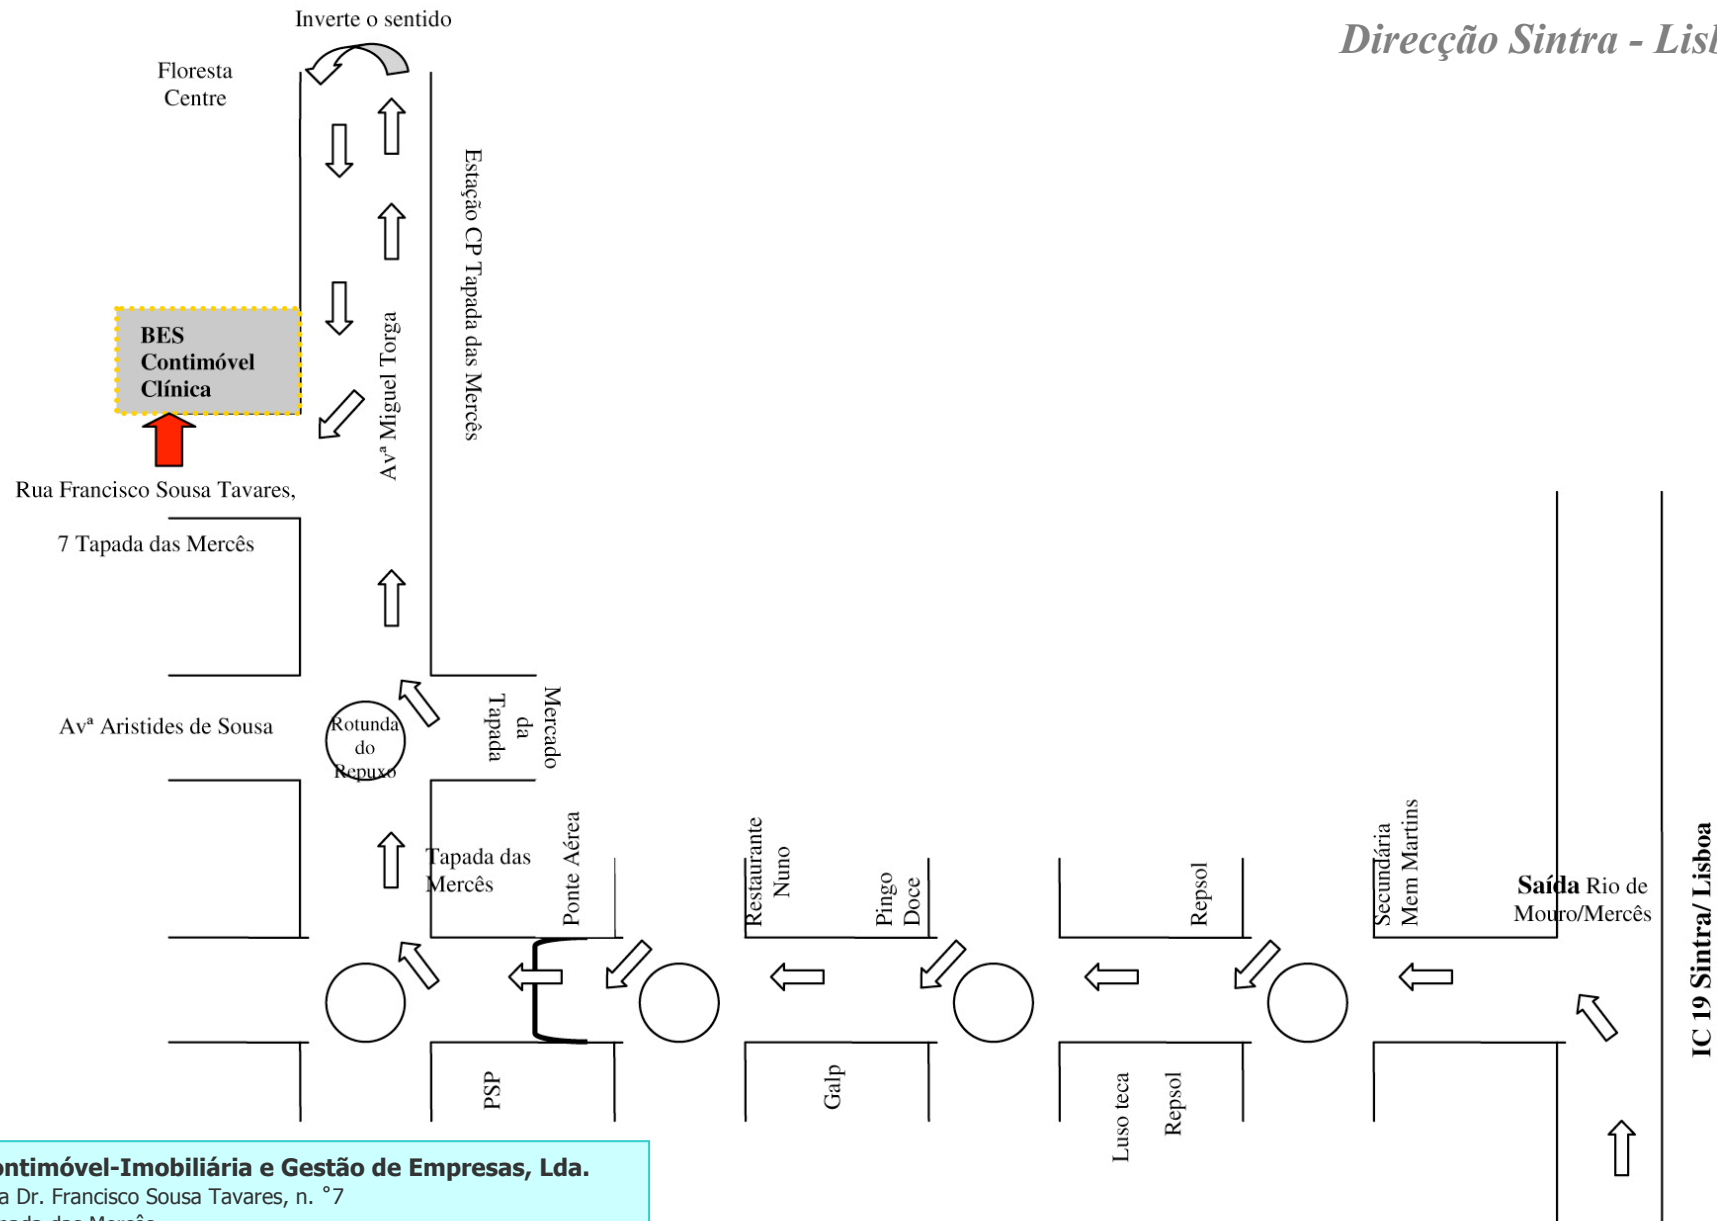 Inverte o sentido
Direcção Sintra - Lisb
Floresta
Centre
Estação CP Tapada das Mercês
Avª Miguel Torga
BES
Contimóvel
Clínica
Rua Francisco Sousa Tavares,
7 Tapada das Mercês
Avª Aristides de Sousa
Rotunda
do
Repuxo
Mercado
da
Tapada
Tapada das
Mercês
Ponte Aérea
Restaurante
Nuno
Pingo
Doce
Repsol
Secundária
Mem Martins
Saída Rio de
Mouro/Mercês
IC 19 Sintra/ Lisboa
PSP
Galp
Luso teca
Repsol
ontimóvel-Imobiliária e Gestão de Empresas, Lda.
a Dr. Francisco Sousa Tavares, n. °7